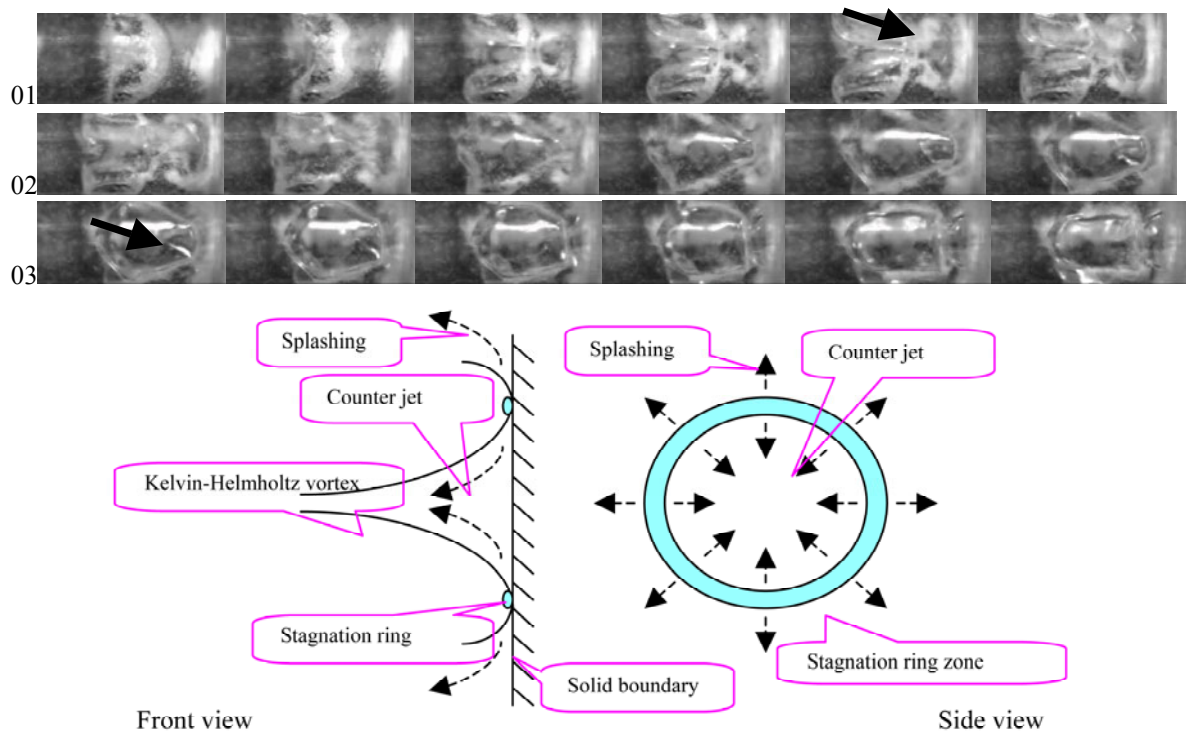 01
02
03
Splashing
Counter jet
Kelvin-Helmholtz vortex
Stagnation ring
Solid boundary
Front view
Splashing
Counter jet
Stagnation ring zone
Side view